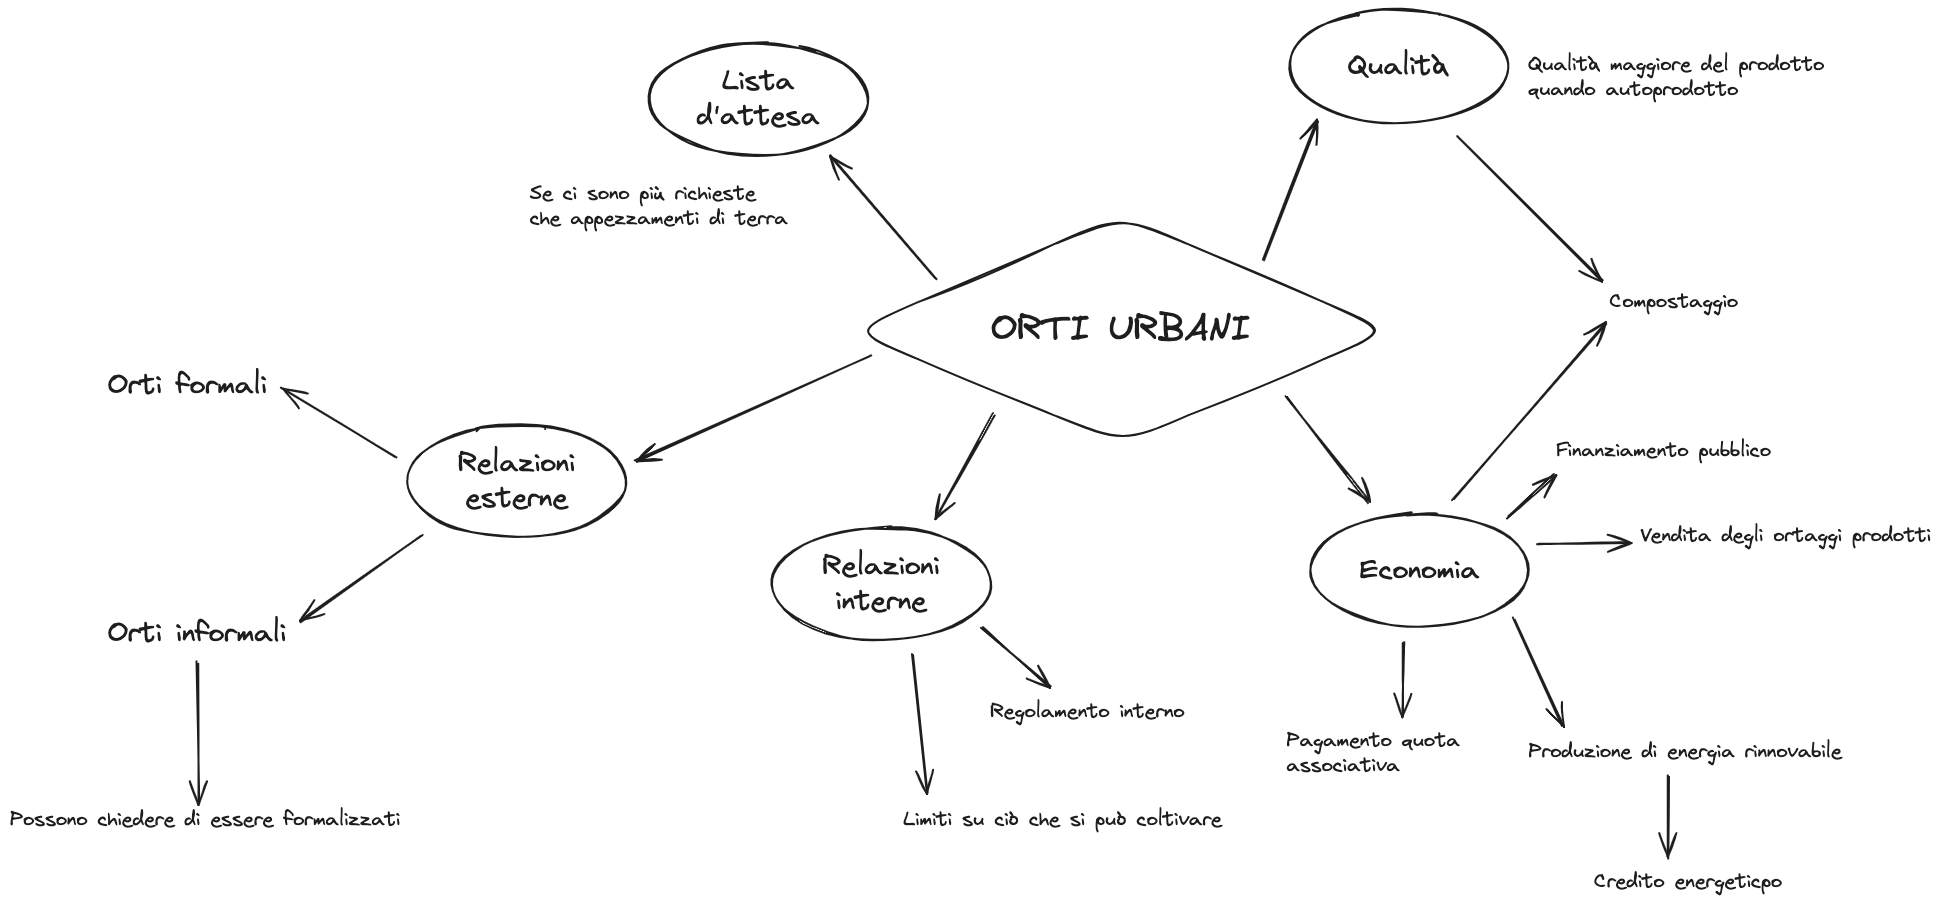 Qualità
Qualità maggiore del prodotto
quando autoprodotto
Lista
d'attesa
Se ci sono più richieste
che appezzamenti di terra
Compostaggio
ORTI URBANI
Orti formali
Relazioni
esterne
Finanziamento pubblico
Vendita degli ortaggi prodotti
Economia
Relazioni
interne
Orti informali
Regolamento interno
Pagamento quota
associativa
Produzione di energia rinnovabile
Possono chiedere di essere formalizzati
Limiti su ciò che si può coltivare
Credito energeticpo